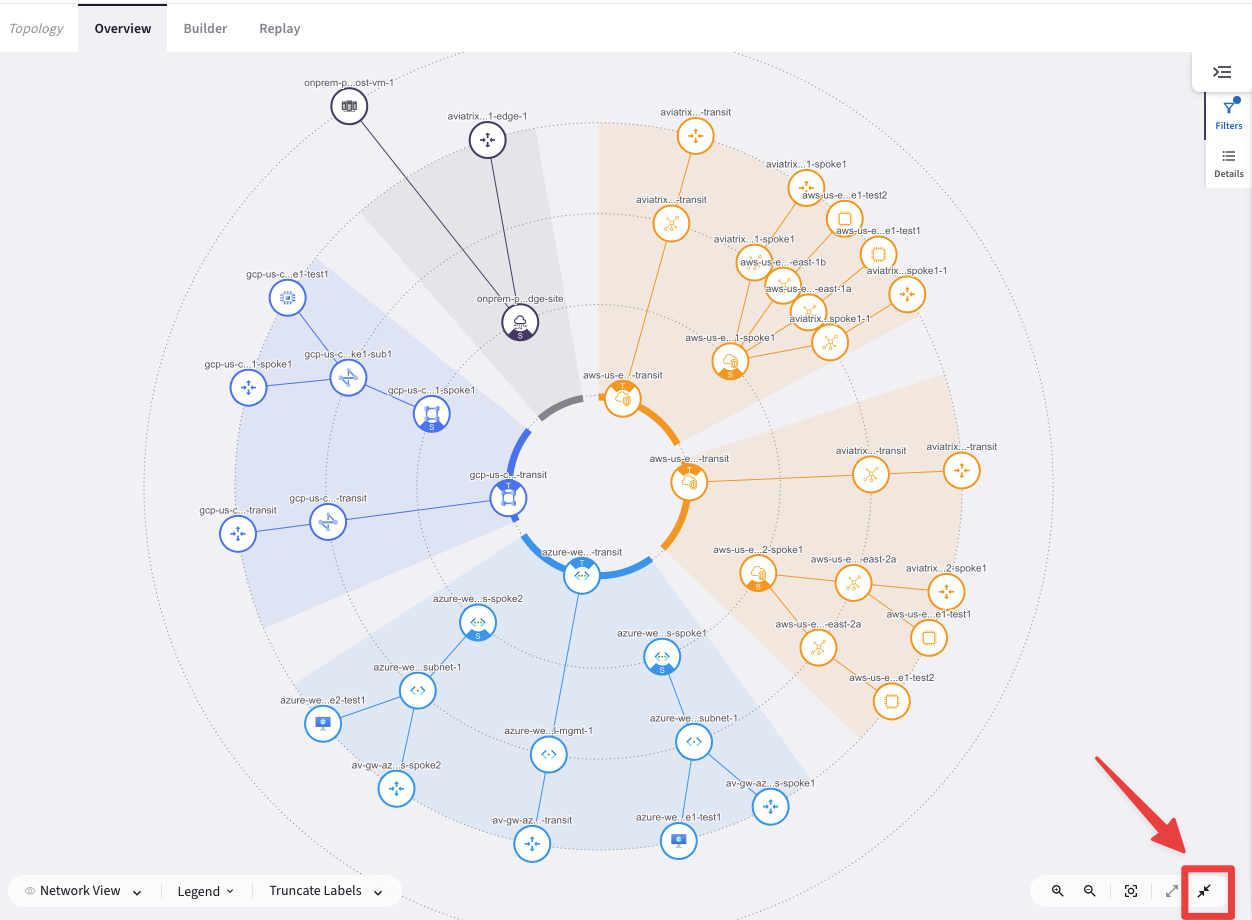 Topology
Overview
Builder
Replay
Filters
Details
onprem-p...ost-vm-1
aviatrix...1-edge-1
aviatrix...-transit
aviatrix...1-spoke1
aws-us-e...e1-test2
aviatrix...-transit
aws-us-e...e1-test1
aviatrix...1-spoke1
aws-us-e...-east-1b
aviatrix...spoke1-1
gcp-us-c...e1-test1
aws-us-e...-east-1a
onprem-p...dge-site
S
aviatrix...spoke1-1
aws-us-e...1-spoke1
S
gcp-us-c...ke1-sub1
gcp-us-c...1-spoke1
aws-us-e...-transit
T
gcp-us-c...1-spoke1
S
aviatrix...-transit
aviatrix...-transit
aws-us-e...-transit
T
gcp-us-c...-transit
T
gcp-us-c...-transit
gcp-us-c...-transit
azure-we...-transit
T
aws-us-e...2-spoke1
S
aws-us-e...-east-2a
aviatrix...2-spoke1
azure-we...s-spoke2
S
aws-us-e...e1-test1
aws-us-e...-east-2a
azure-we...s-spoke1
S
azure-we...subnet-1
aws-us-e...e1-test2
azure-we...e2-test1
azure-we...subnet-1
azure-we...l-mgmt-1
av-gw-az...s-spoke2
av-gw-az...s-spoke1
av-gw-az...-transit
azure-we...e1-test1
Network View
Legend
Truncate Labels